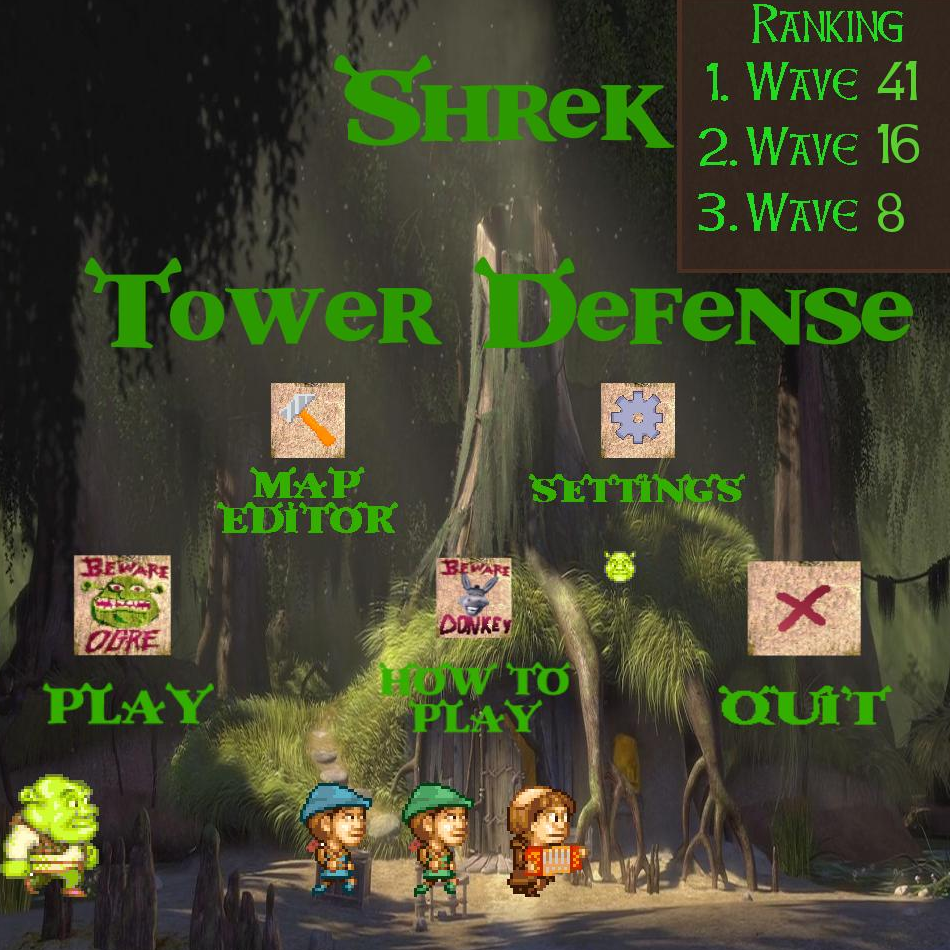 Shrek
Tower Defense
Ranking
1. Wave 41
2. Wave 16
3. Wave 8
MAP
EDITOR
SETTINGS
BEWARE
OGRE
PLAY
BEWARE
DONKEY
HOW TO
PLAY
QUIT